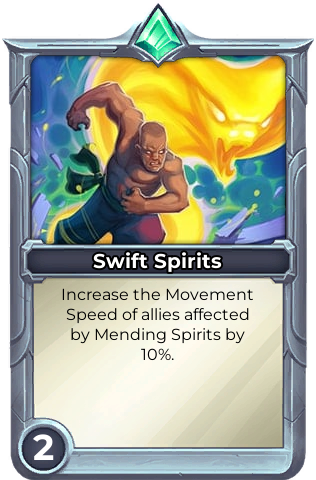 Swift Spirits
Increase the Movement
Speed of allies affected
by Mending Spirits by
10%.
2